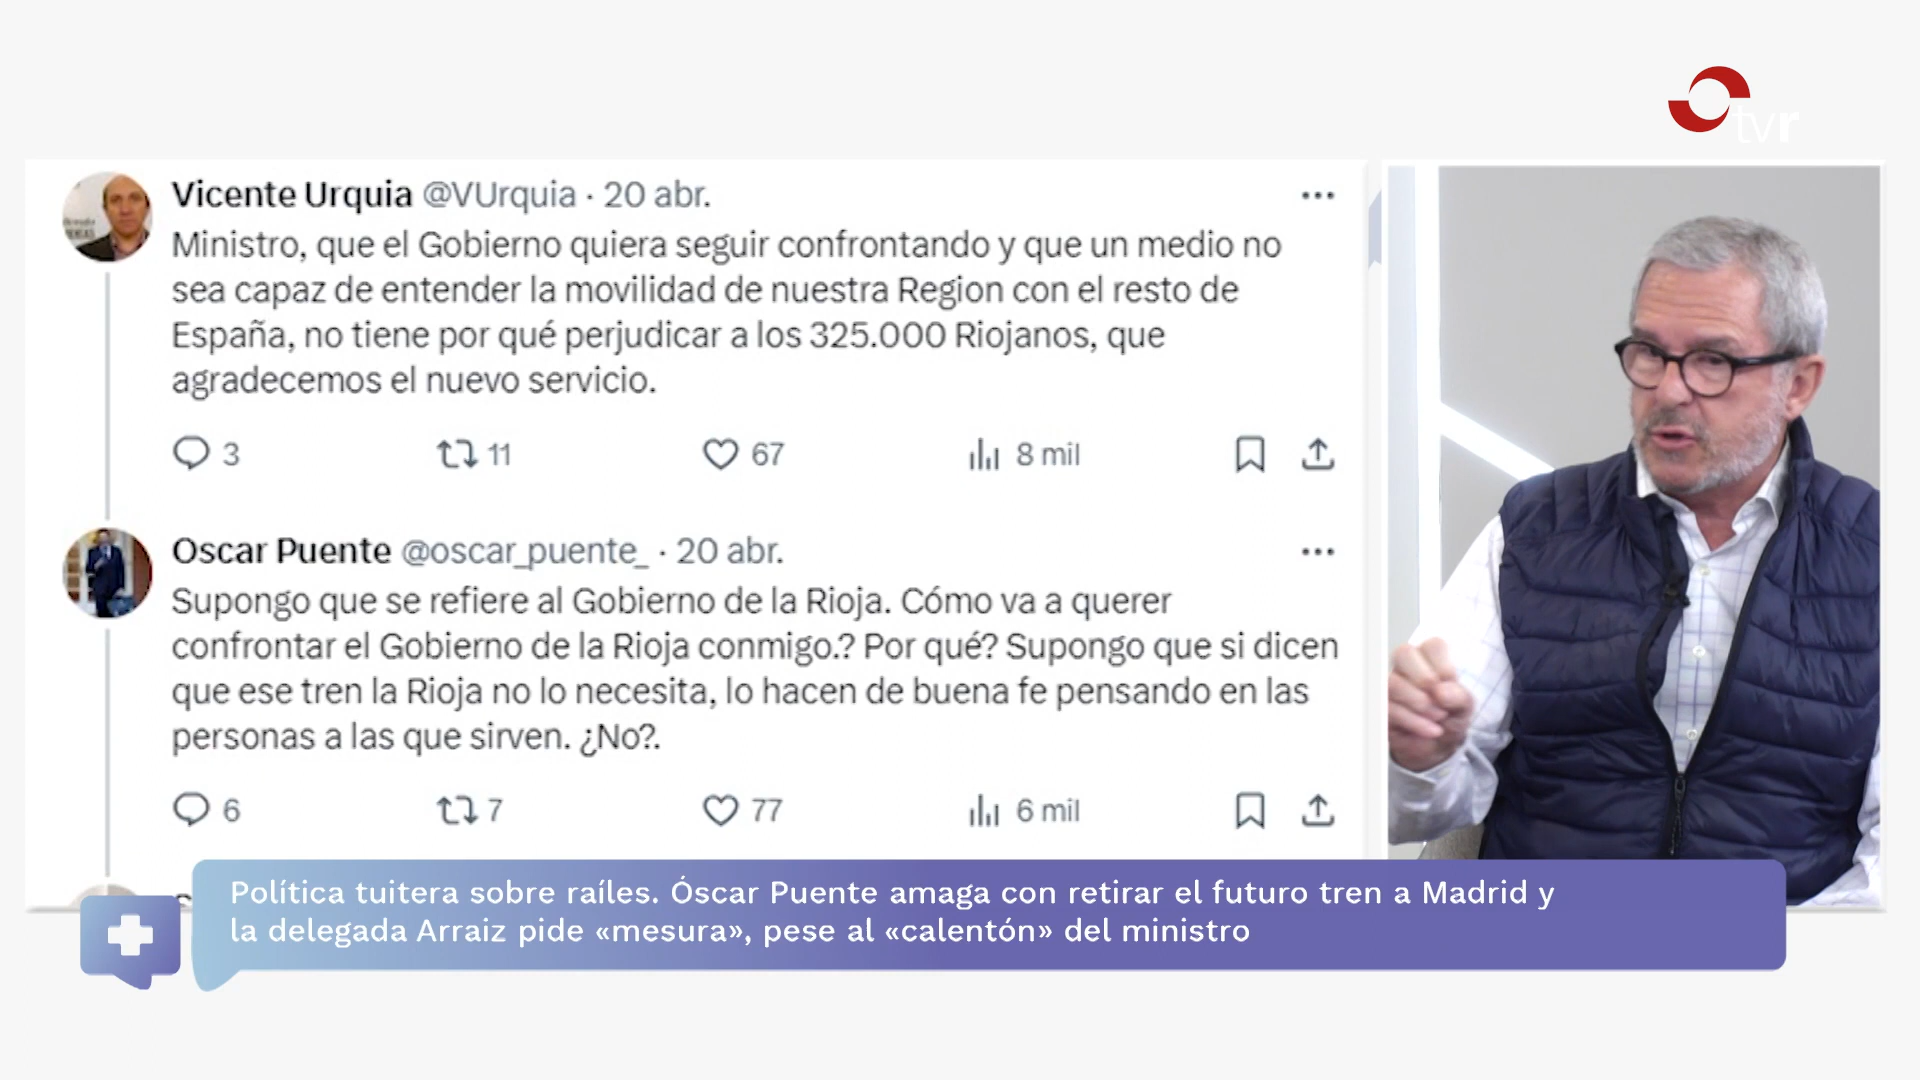 tvr
Vicente Urquia @VUrquia · 20 abr.
Ministro, que el Gobierno quiera seguir confrontando y que un medio no
sea capaz de entender la movilidad de nuestra Region con el resto de
España, no tiene por qué perjudicar a los 325.000 Riojanos, que
agradecemos el nuevo servicio.
3 11 67 8 mil
Oscar Puente @oscar_puente_ · 20 abr.
Supongo que se refiere al Gobierno de la Rioja. Cómo va a querer
confrontar el Gobierno de la Rioja conmigo.? Por qué? Supongo que si dicen
que ese tren la Rioja no lo necesita, lo hacen de buena fe pensando en las
personas a las que sirven. ¿No?.
6 7 77 6 mil
Política tuitera sobre raíles. Óscar Puente amaga con retirar el futuro tren a Madrid y
la delegada Arraiz pide «mesura», pese al «calentón» del ministro